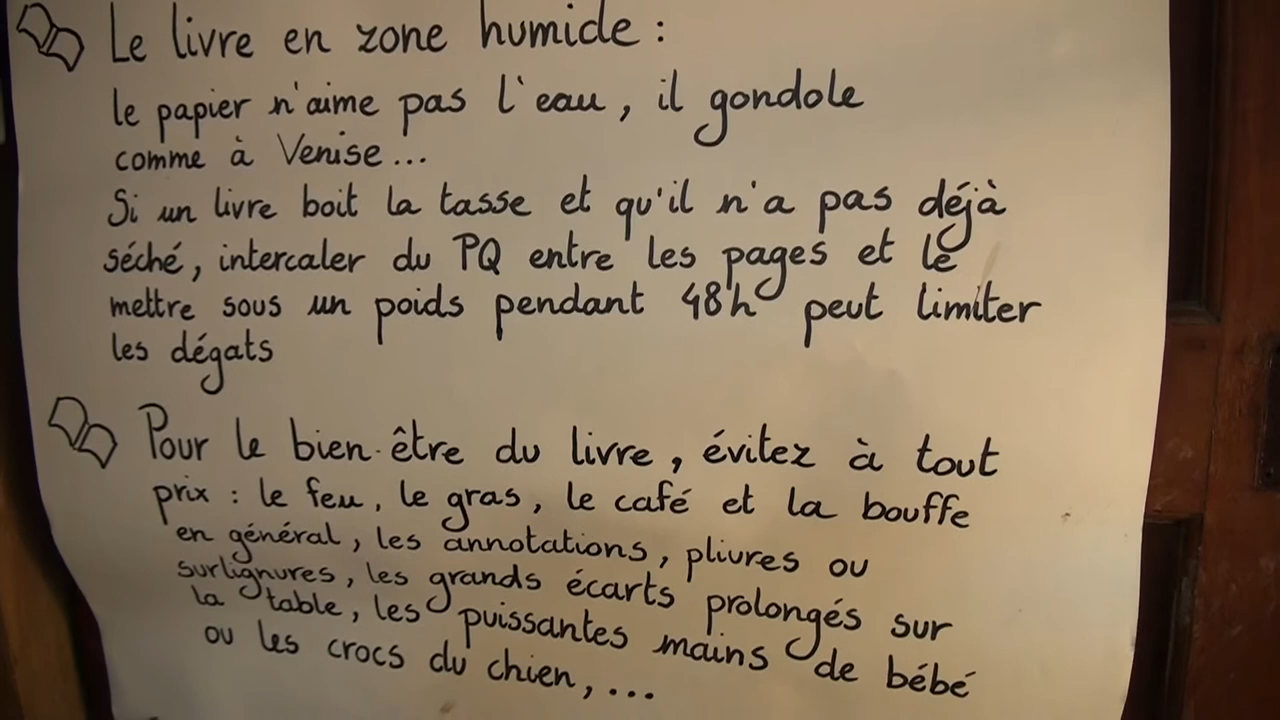 Le livre en zone humide :
le papier n'aime pas l'eau, il gondole
comme à Venise...
Si un livre boit la tasse et qu'il n'a pas déjà
séché, intercaler du PQ entre les pages et le
mettre sous un poids pendant 48h peut limiter
les dégats
Pour le bien-être du livre, évitez à tout
prix : le feu, le gras, le café et la bouffe
en général, les annotations, pliures ou
surlignures, les grands écarts prolongés sur
la table, les puissantes mains de bébé
ou les crocs du chien,...